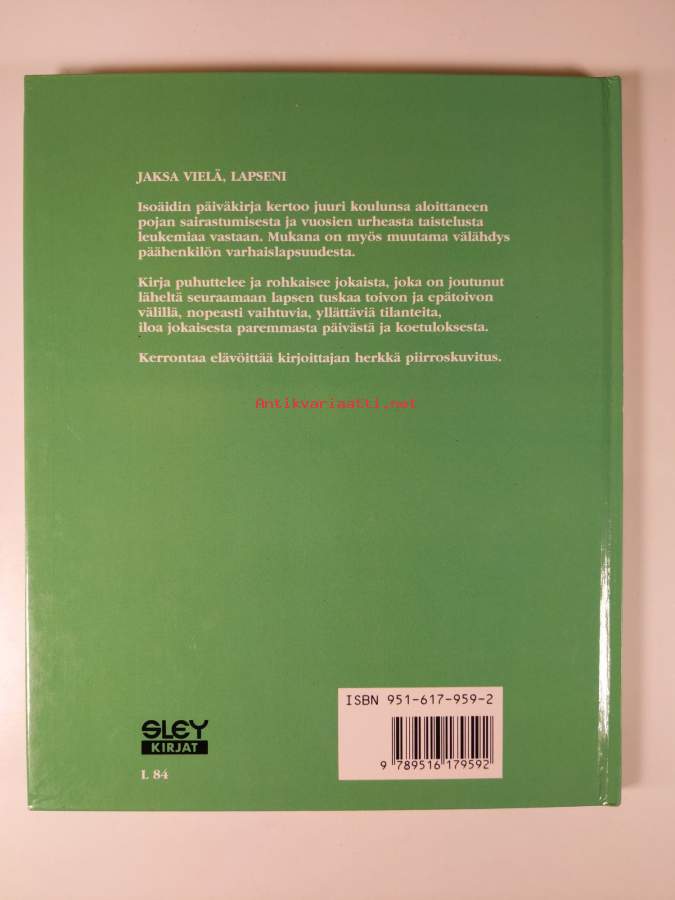 JAKSA VIELÄ, LAPSENI
Isoäidin päiväkirja kertoo juuri koulunsa aloittaneen
pojan sairastumisesta ja vuosien urheasta taistelusta
leukemiaa vastaan. Mukana on myös muutama välähdys
päähenkilön varhaislapsuudesta.
Kirja puhuttelee ja rohkaisee jokaista, joka on joutunut
läheltä seuraamaan lapsen tuskaa toivon ja epätoivon
välillä, nopeasti vaihtuvia, yllättäviä tilanteita,
iloa jokaisesta paremmasta päivästä ja koetuloksesta.
Kerrontaa elävöittää kirjoittajan herkkä piirroskuvitus.
Antikvariaatti.net
ISBN 951-617-959-2
9 789516 179592
SLEY
KIRJAT
L 84